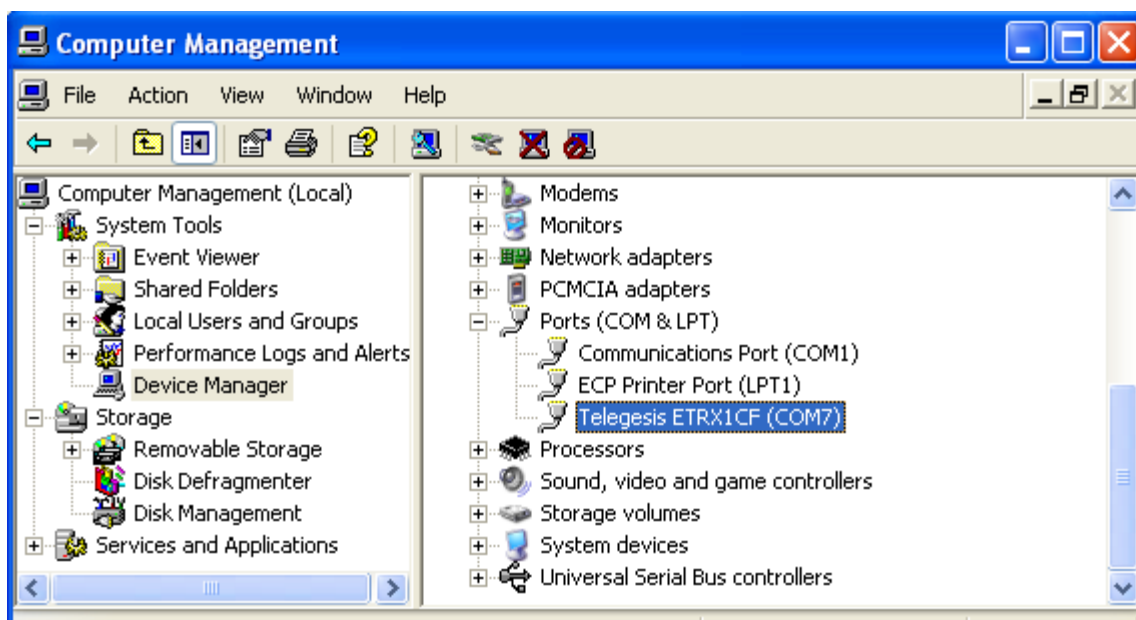 Computer Management
File Action View Window Help
Computer Management (Local)
System Tools
Event Viewer
Shared Folders
Local Users and Groups
Performance Logs and Alerts
Device Manager
Storage
Removable Storage
Disk Defragmenter
Disk Management
Services and Applications
Modems
Monitors
Network adapters
PCMCIA adapters
Ports (COM & LPT)
Communications Port (COM1)
ECP Printer Port (LPT1)
Telegesis ETRX1CF (COM7)
Processors
Sound, video and game controllers
Storage volumes
System devices
Universal Serial Bus controllers